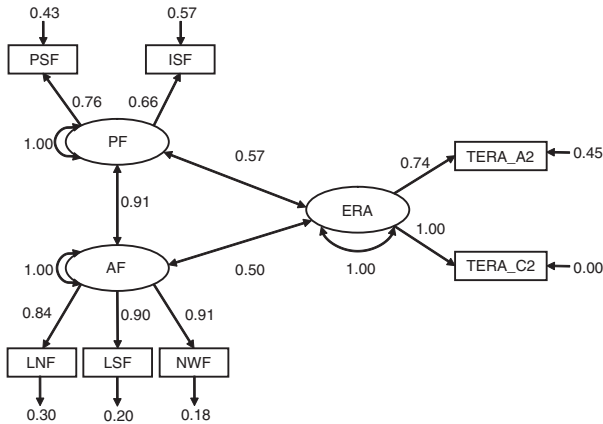 0.43
0.57
PSF
ISF
0.76
0.66
1.00
PF
0.57
0.74
TERA_A2
0.45
0.91
ERA
1.00
1.00
AF
0.50
1.00
TERA_C2
0.00
0.84
0.90
0.91
LNF
LSF
NWF
0.30
0.20
0.18